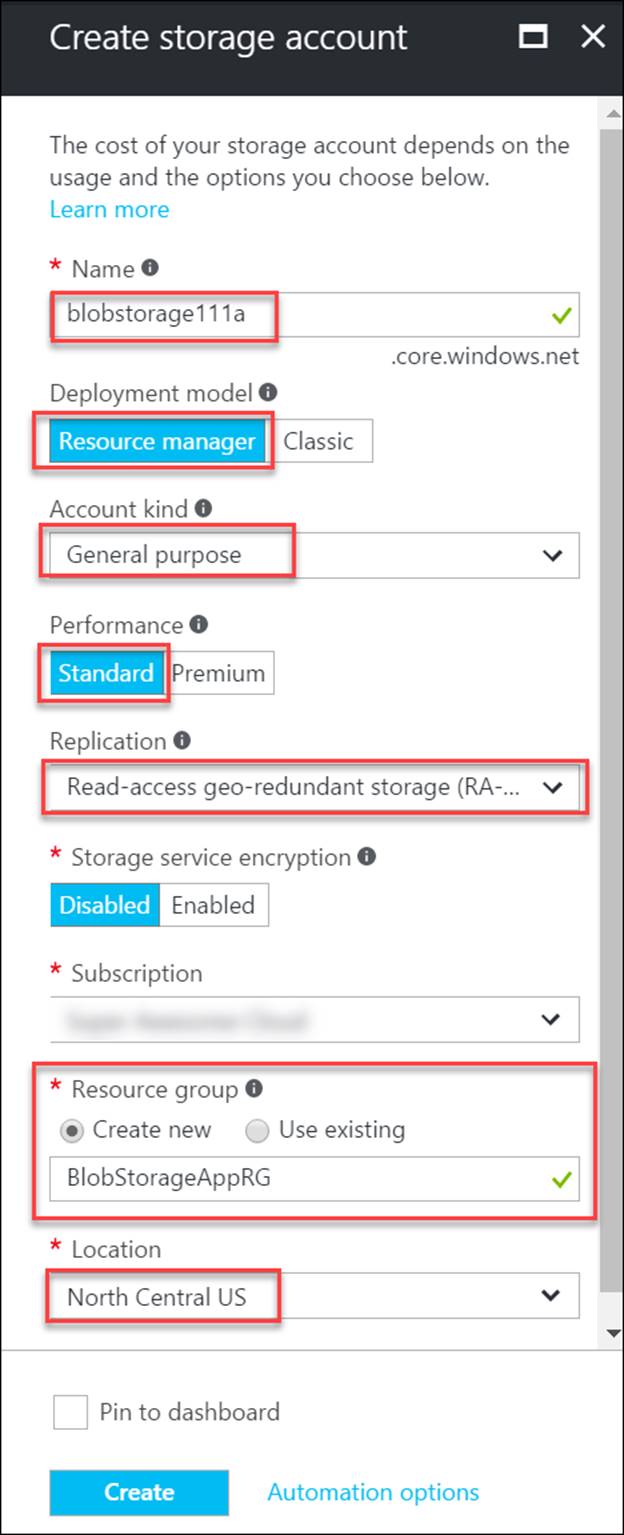 Create storage account
The cost of your storage account depends on the
usage and the options you choose below.
Learn more
* Name
blobstorage111a
.core.windows.net
Deployment model
Resource manager Classic
Account kind
General purpose
Performance
Standard Premium
Replication
Read-access geo-redundant storage (RA-...
* Storage service encryption
Disabled Enabled
* Subscription
* Resource group
Create new Use existing
BlobStorageAppRG
* Location
North Central US
Pin to dashboard
Create Automation options